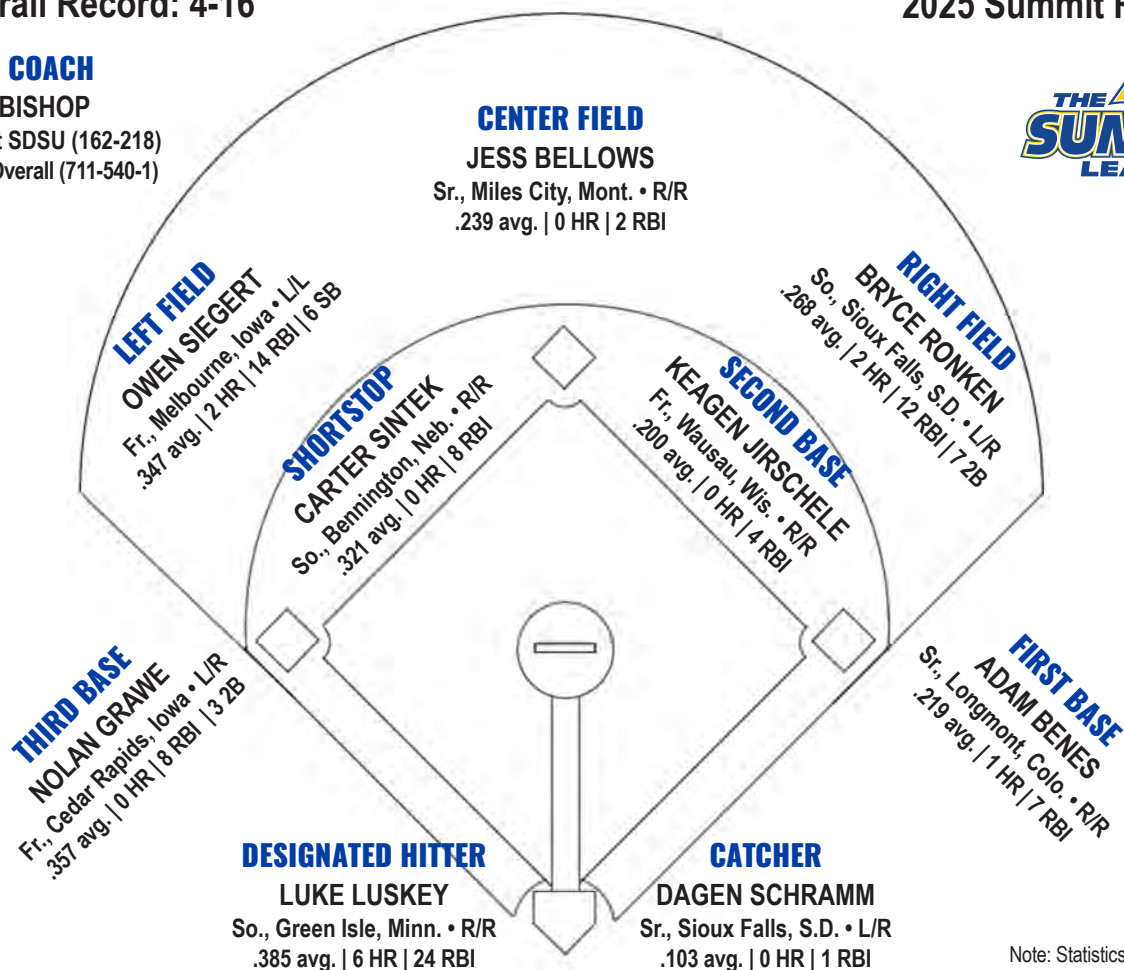 rall Record: 4-16
2025 Summit
COACH
BISHOP
SDSU (162-218)
Overall (711-540-1)
THE
SUM
LEA
CENTER FIELD
JESS BELLOWS
Sr., Miles City, Mont. • R/R
.239 avg. | 0 HR | 2 RBI
LEFT FIELD
OWEN SIEGERT
Fr., Melbourne, Iowa • L/L
.347 avg. | 2 HR | 14 RBI | 6 SB
RIGHT FIELD
BRYCE RONKEN
So., Sioux Falls, S.D. • L/R
.268 avg. | 2 HR | 12 RBI | 7 2B
SHORTSTOP
CARTER SINTEK
So., Bennington, Neb. • R/R
.321 avg. | 0 HR | 8 RBI
SECOND BASE
KEAGEN JIRSCHELE
Fr., Wausau, Wis. • R/R
.200 avg. | 0 HR | 4 RBI
THIRD BASE
NOLAN GRAWE
Fr., Cedar Rapids, Iowa • L/R
.357 avg. | 0 HR | 8 RBI | 3 2B
FIRST BASE
ADAM BENES
Sr., Longmont, Colo. • R/R
.219 avg. | 1 HR | 7 RBI
DESIGNATED HITTER
LUKE LUSKEY
So., Green Isle, Minn. • R/R
.385 avg. | 6 HR | 24 RBI
CATCHER
DAGEN SCHRAMM
Sr., Sioux Falls, S.D. • L/R
.103 avg. | 0 HR | 1 RBI
Note: Statistics